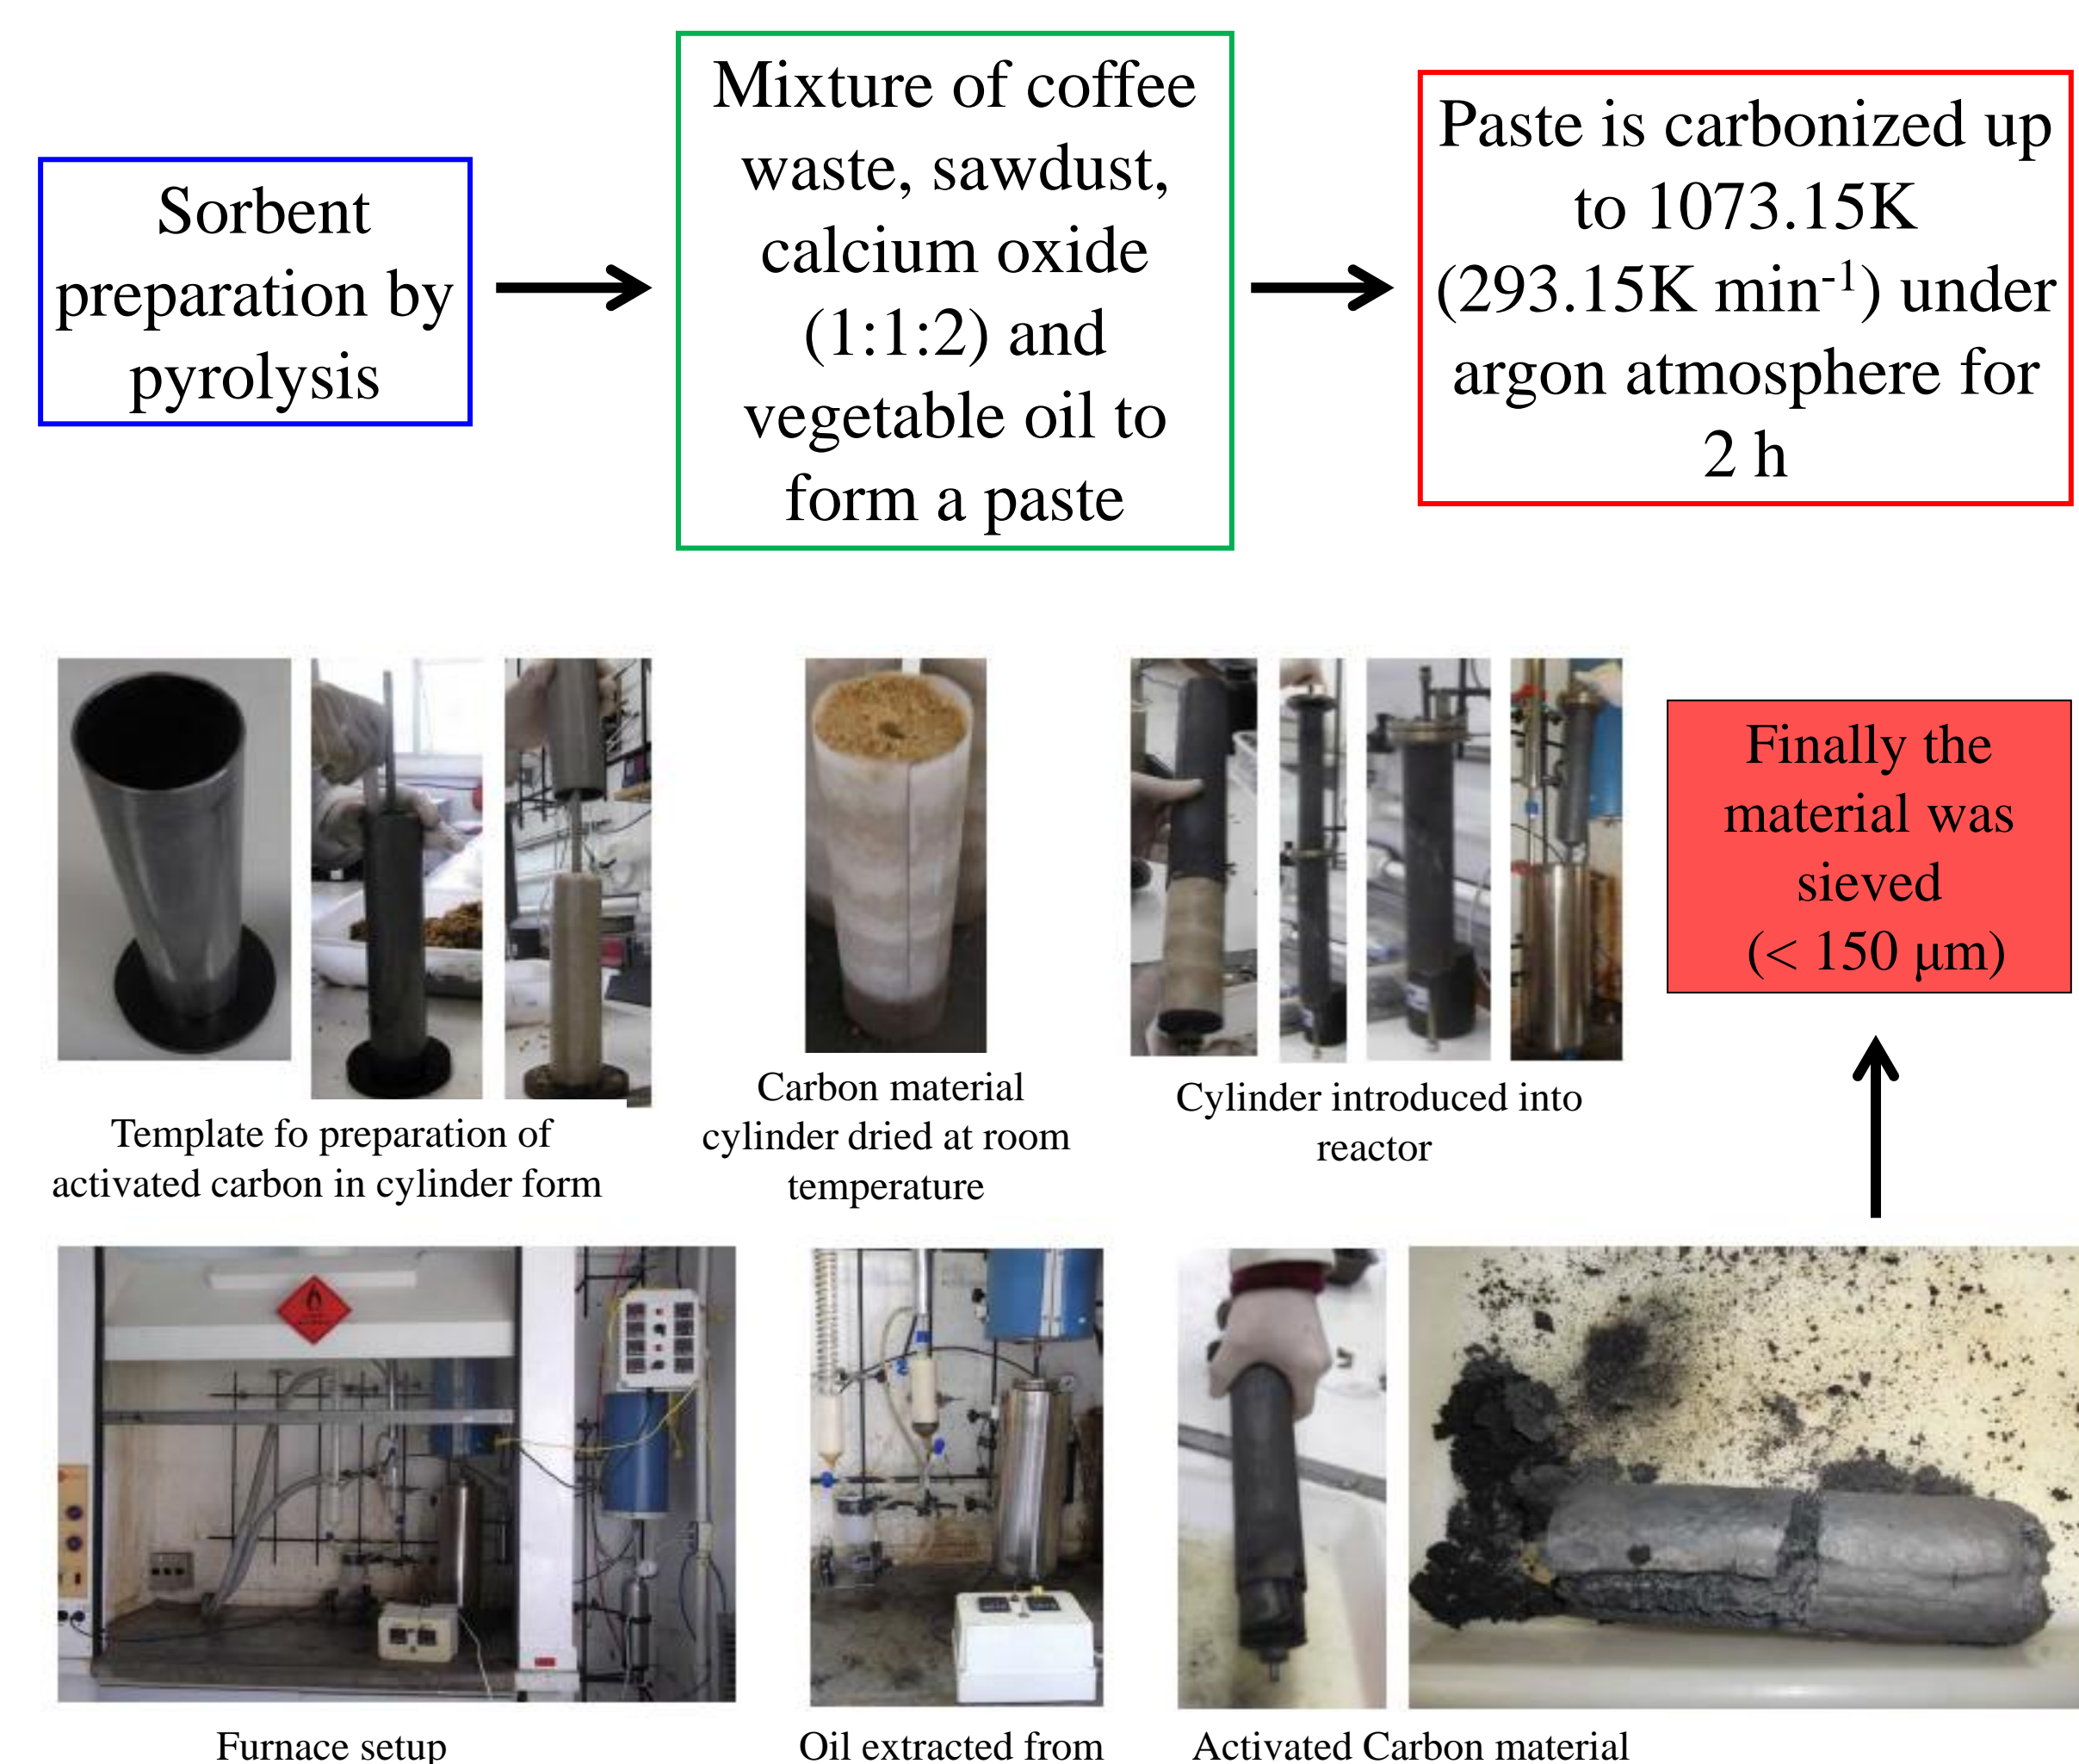 Sorbent
preparation by
pyrolysis
Mixture of coffee
waste, sawdust,
calcium oxide
(1:1:2) and
vegetable oil to
form a paste
Paste is carbonized up
to 1073.15K
(293.15K min⁻¹) under
argon atmosphere for
2 h
Template fo preparation of
activated carbon in cylinder form
Carbon material
cylinder dried at room
temperature
Cylinder introduced into
reactor
Finally the
material was
sieved
(< 150 μm)
Furnace setup
Oil extracted from
Activated Carbon material